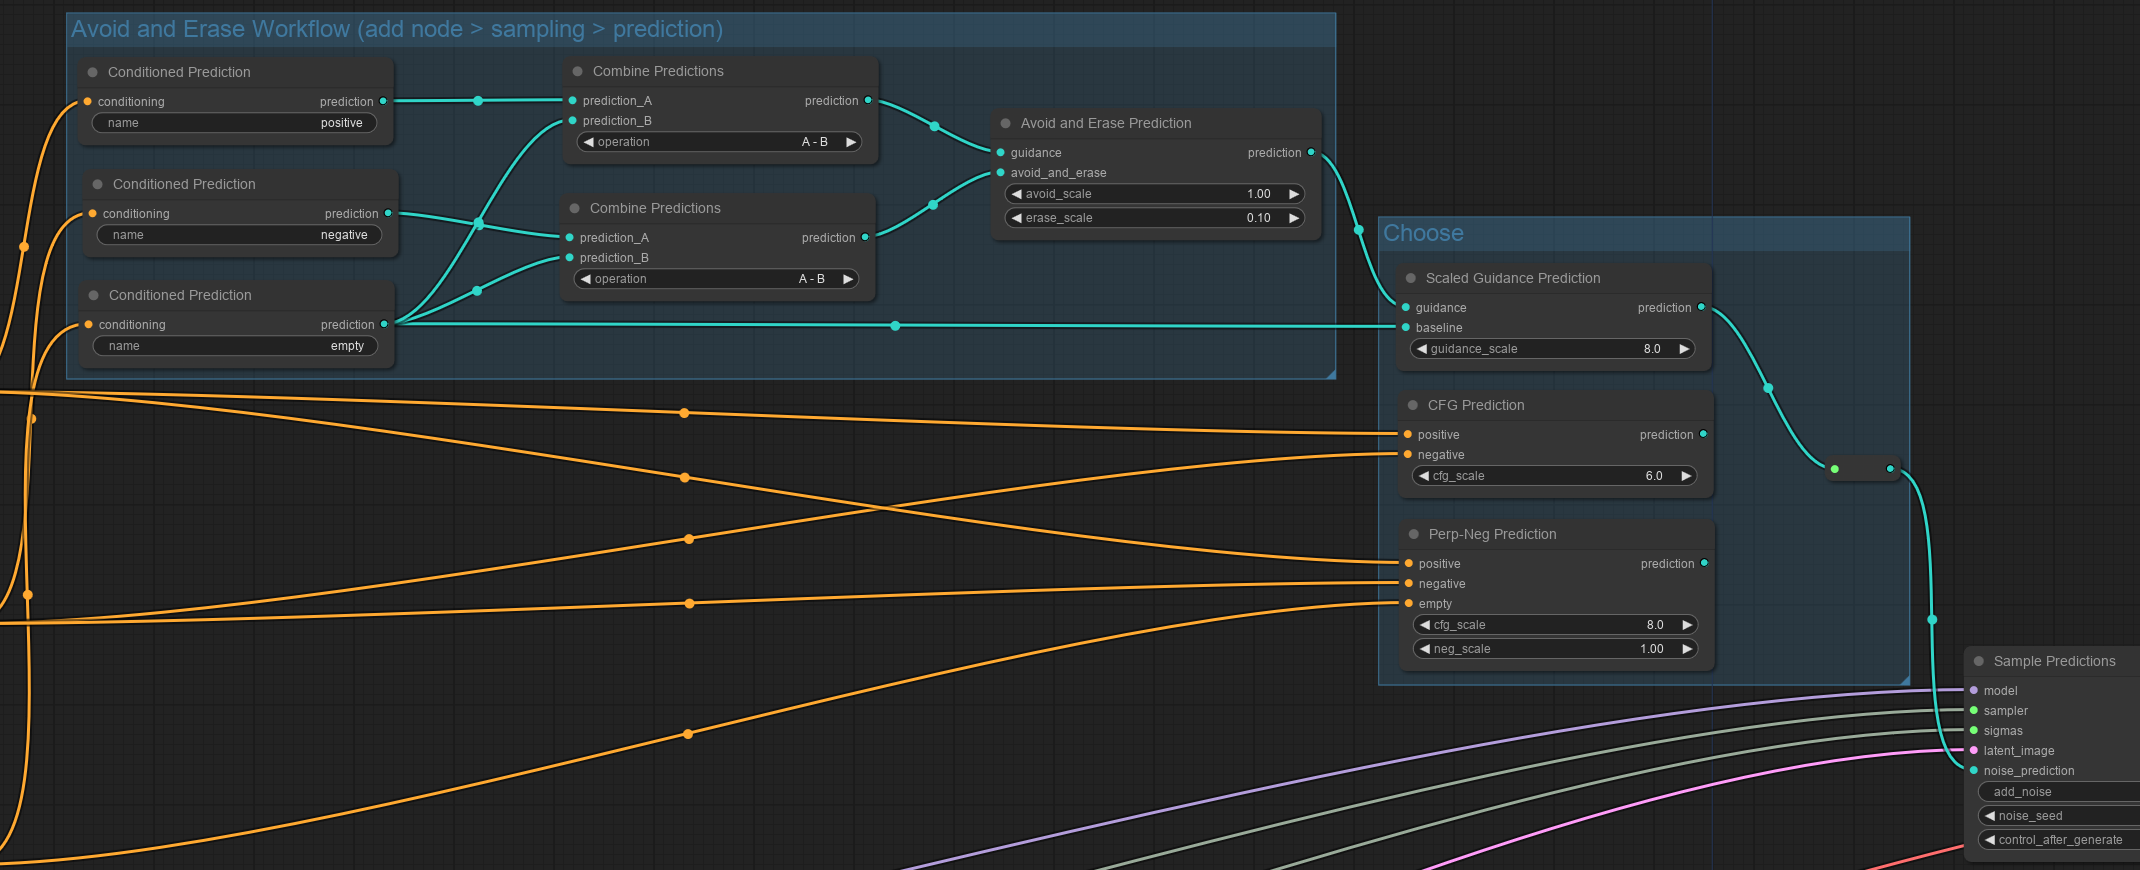 Avoid and Erase Workflow (add node > sampling > prediction)
Conditioned Prediction
conditioning prediction
name positive
Conditioned Prediction
conditioning prediction
name negative
Conditioned Prediction
conditioning prediction
name empty
Combine Predictions
prediction_A prediction
prediction_B
operation A - B
Combine Predictions
prediction_A prediction
prediction_B
operation A - B
Avoid and Erase Prediction
guidance prediction
avoid_and_erase
avoid_scale 1.00
erase_scale 0.10
Choose
Scaled Guidance Prediction
guidance prediction
baseline
guidance_scale 8.0
CFG Prediction
positive prediction
negative
cfg_scale 6.0
Perp-Neg Prediction
positive prediction
negative
empty
cfg_scale 8.0
neg_scale 1.00
Sample Predictions
model
sampler
sigmas
latent_image
noise_prediction
add_noise
noise_seed
control_after_generate